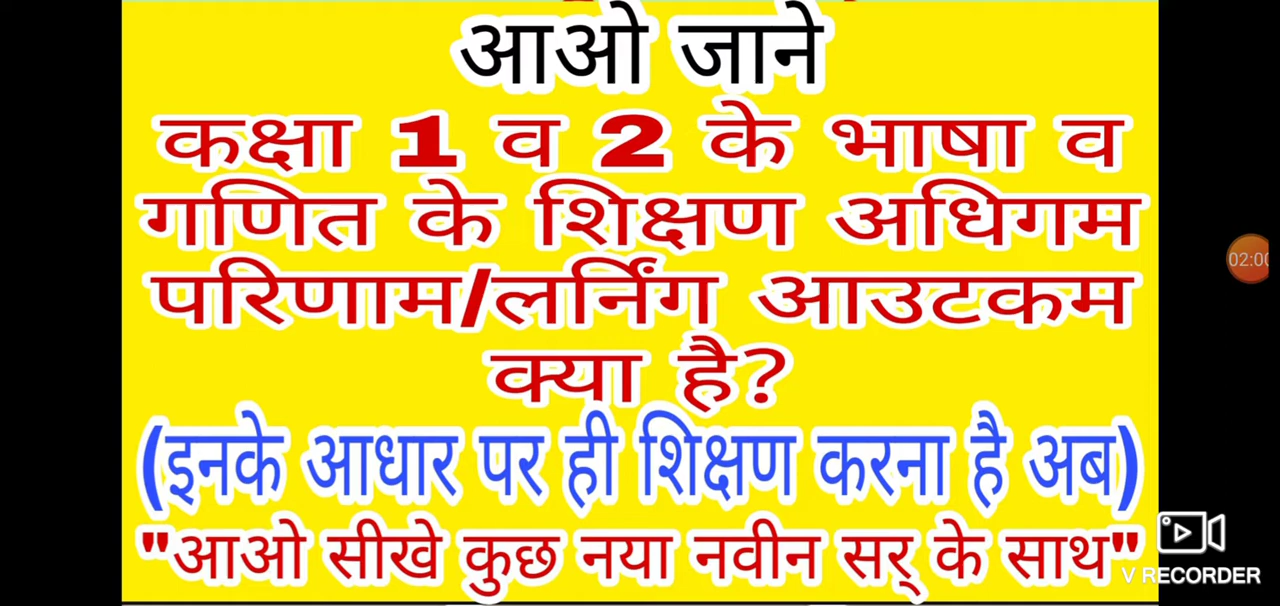 आओ जाने
कक्षा 1 व 2 के भाषा व
गणित के शिक्षण अधिगम
परिणाम/लर्निंग आउटकम
क्या है?
(इनके आधार पर ही शिक्षण करना है अब)
"आओ सीखे कुछ नया नवीन सर् के साथ"
02:00
V RECORDER